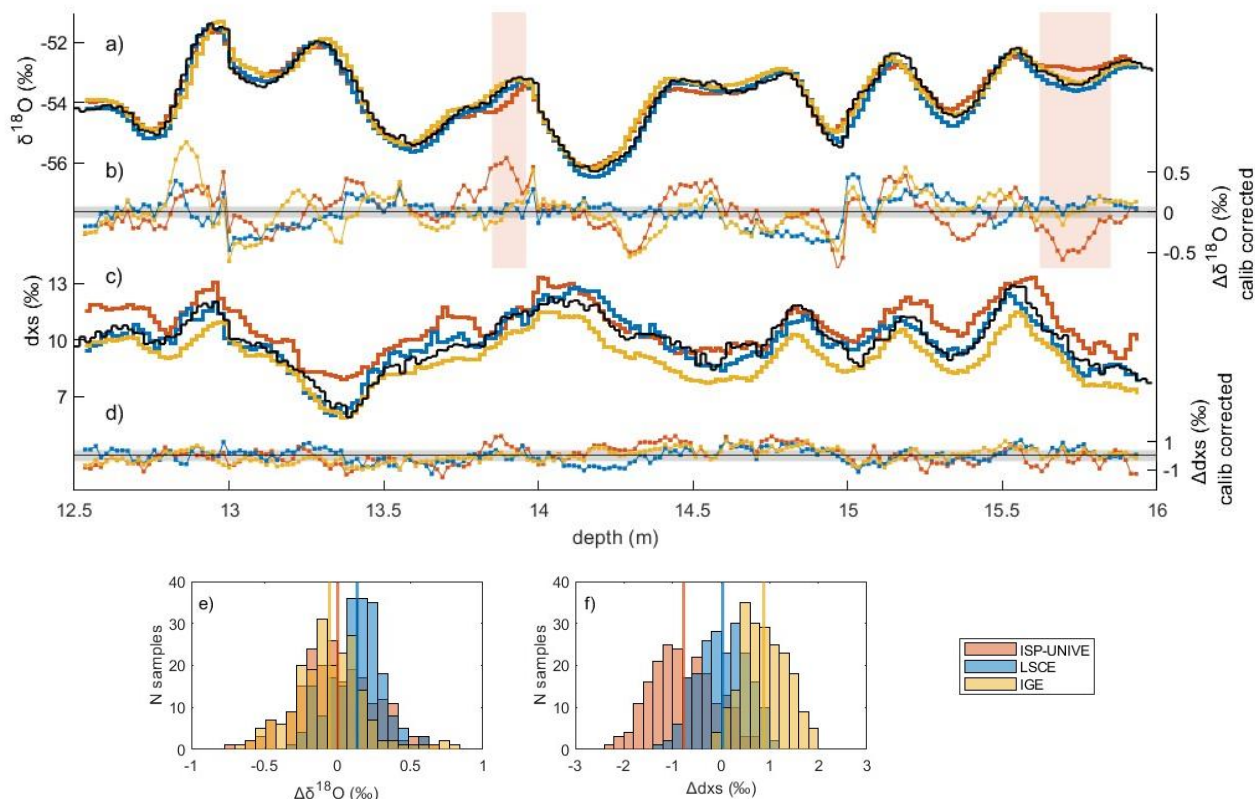 a)
δ¹⁸O (‰)
-52
-54
-56
b)
0.5
0
-0.5
Δδ¹⁸O (‰)
calib corrected
c)
dxs (‰)
13
10
7
d)
1
-1
Δdxs (‰)
calib corrected
12.5 13 13.5 14 14.5 15 15.5 16
depth (m)
e)
N samples
40
30
20
10
0
-1 -0.5 0 0.5 1
Δδ¹⁸O (‰)
f)
N samples
40
30
20
10
0
-3 -2 -1 0 1 2 3
Δdxs (‰)
ISP-UNIVE
LSCE
IGE